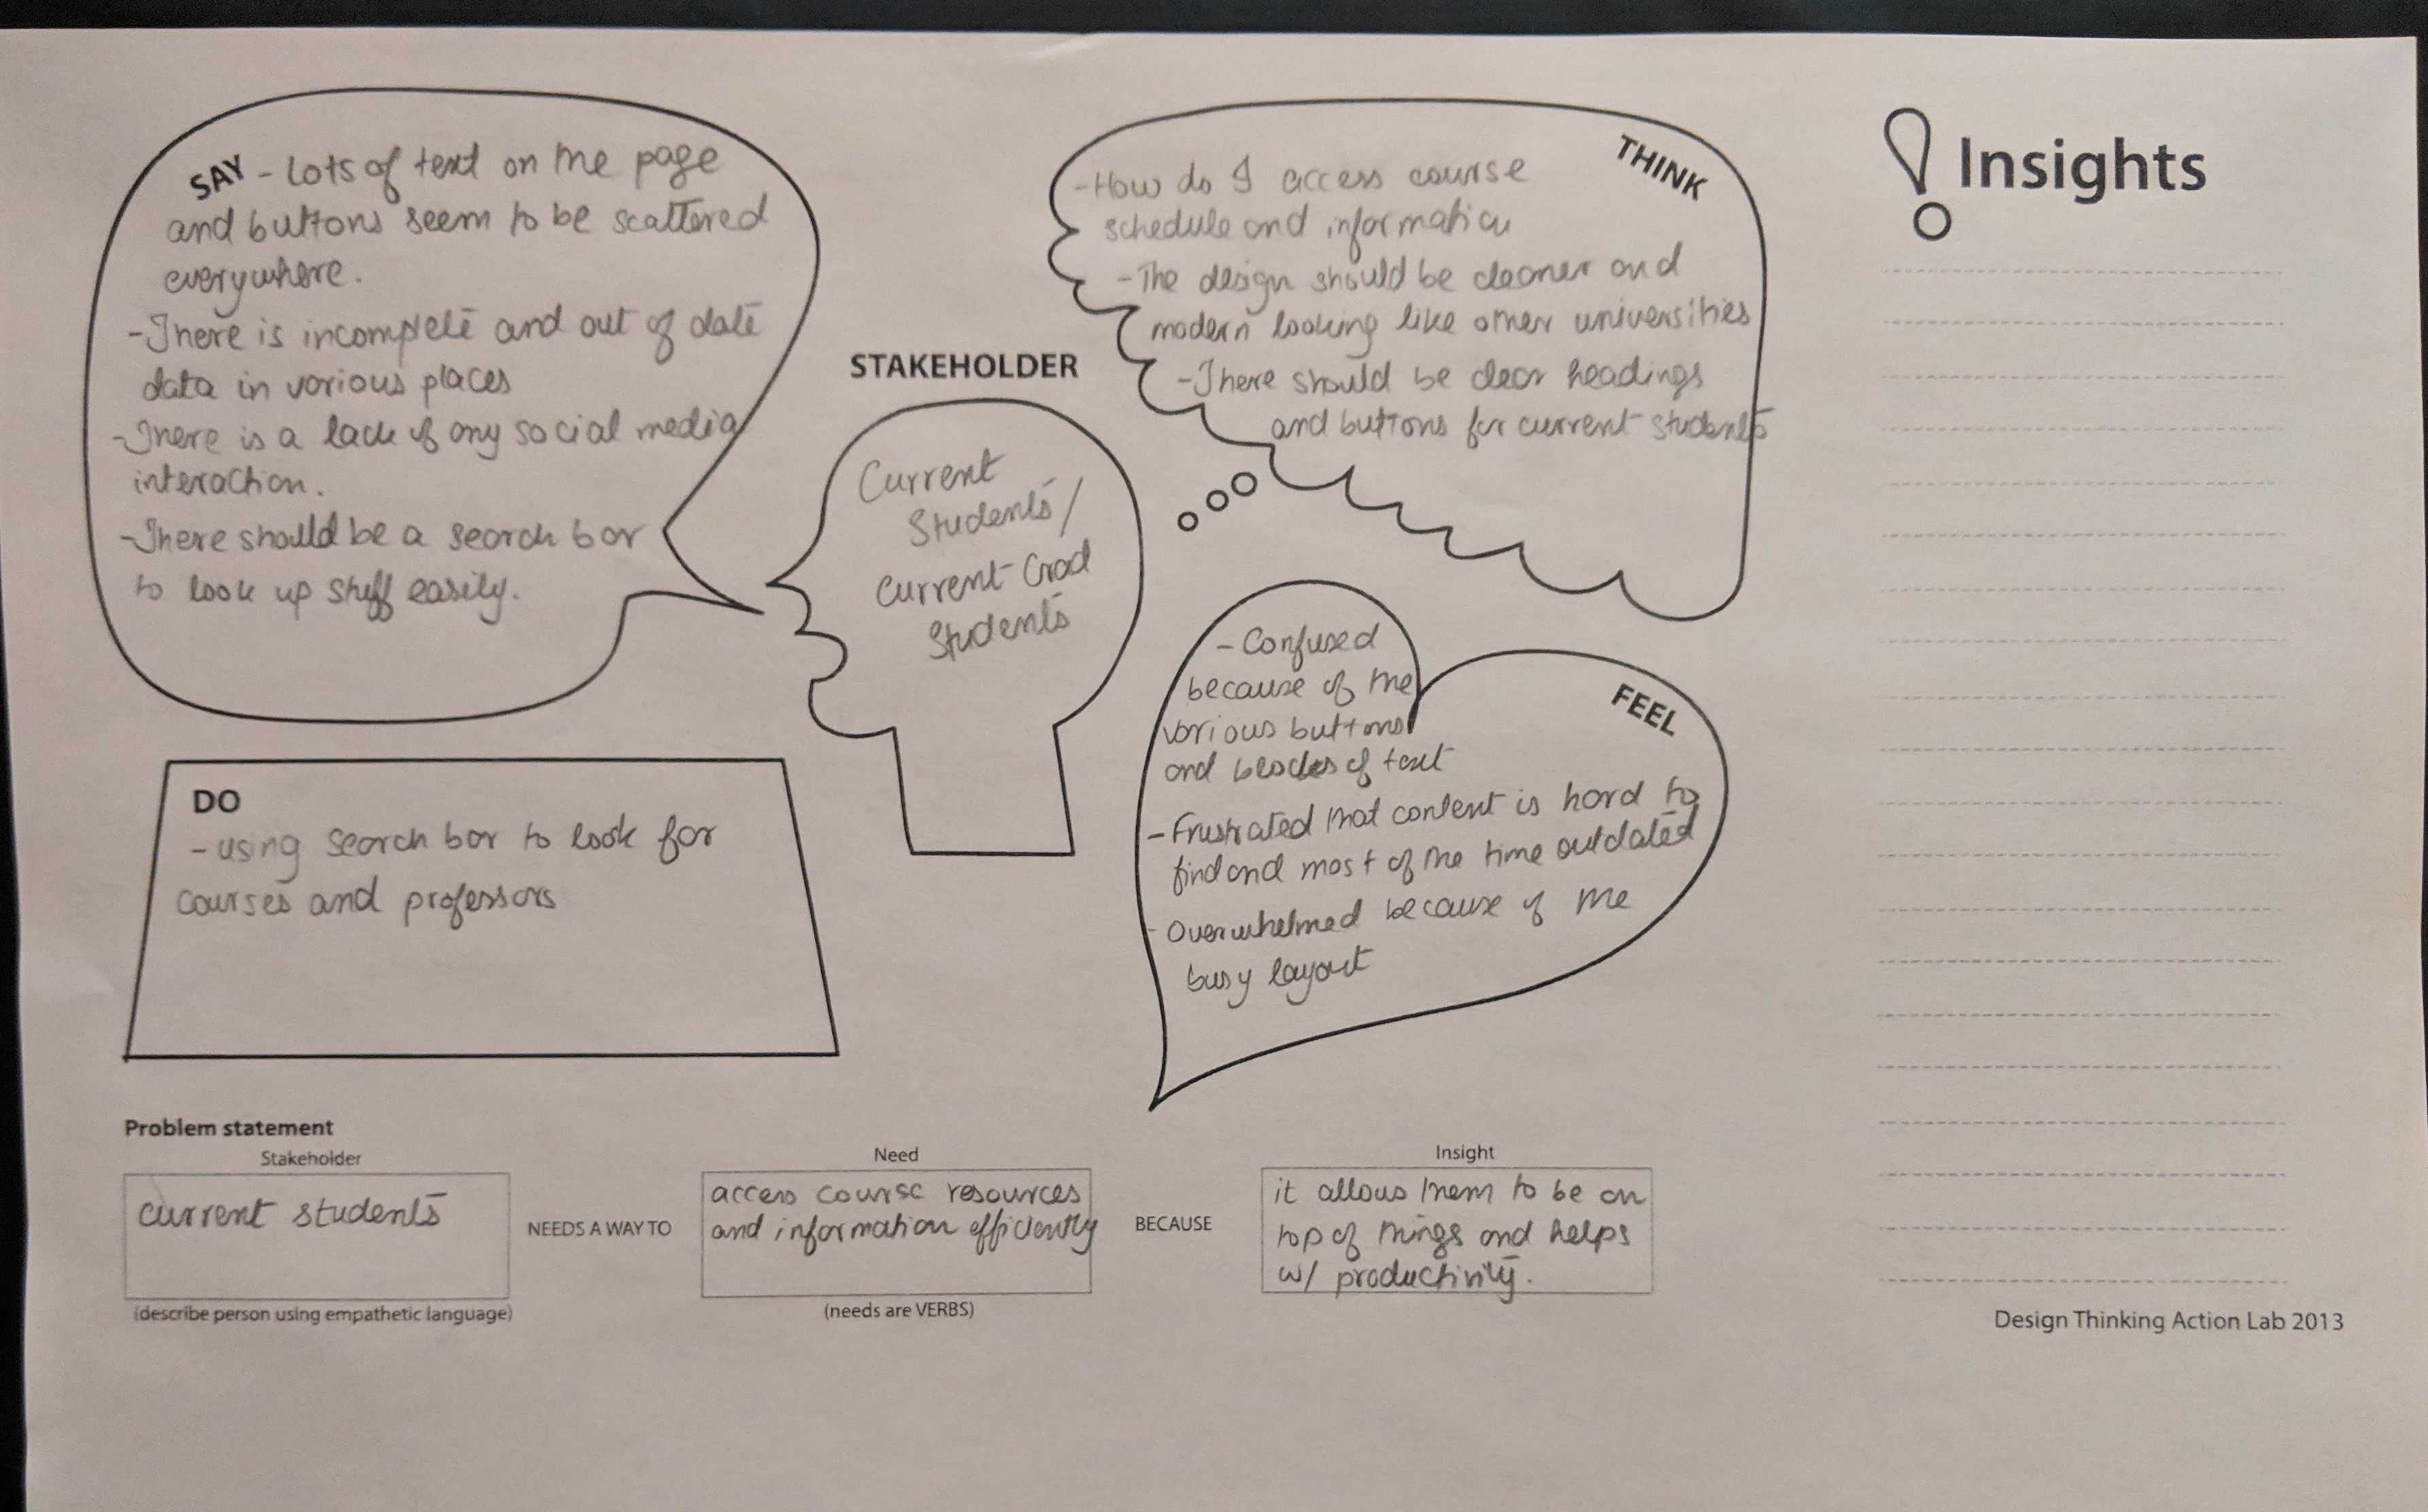 SAY - Lots of text on the page
and buttons seem to be scattered
everywhere.
- There is incomplete and out of date
data in various places
- There is a lack of any social media
interaction.
- There should be a search bar
to look up stuff easily.
STAKEHOLDER
Current
Students/
Current Grad
Students
THINK
- How do I access course
schedule and information
- The design should be cleaner and
modern looking like other universities
- There should be clear headings
and buttons for current students
FEEL
- Confused
because of the
various buttons
and blocks of text
- Frustrated that content is hard to
find and most of the time outdated
- Overwhelmed because of the
busy layout
DO
- using search bar to look for
courses and professors
Insights
Problem statement
Stakeholder
current students
(describe person using empathetic language)
NEEDS A WAY TO
Need
access course resources
and information efficiently
(needs are VERBS)
BECAUSE
Insight
it allows them to be on
top of things and helps
w/ productivity.
Design Thinking Action Lab 2013